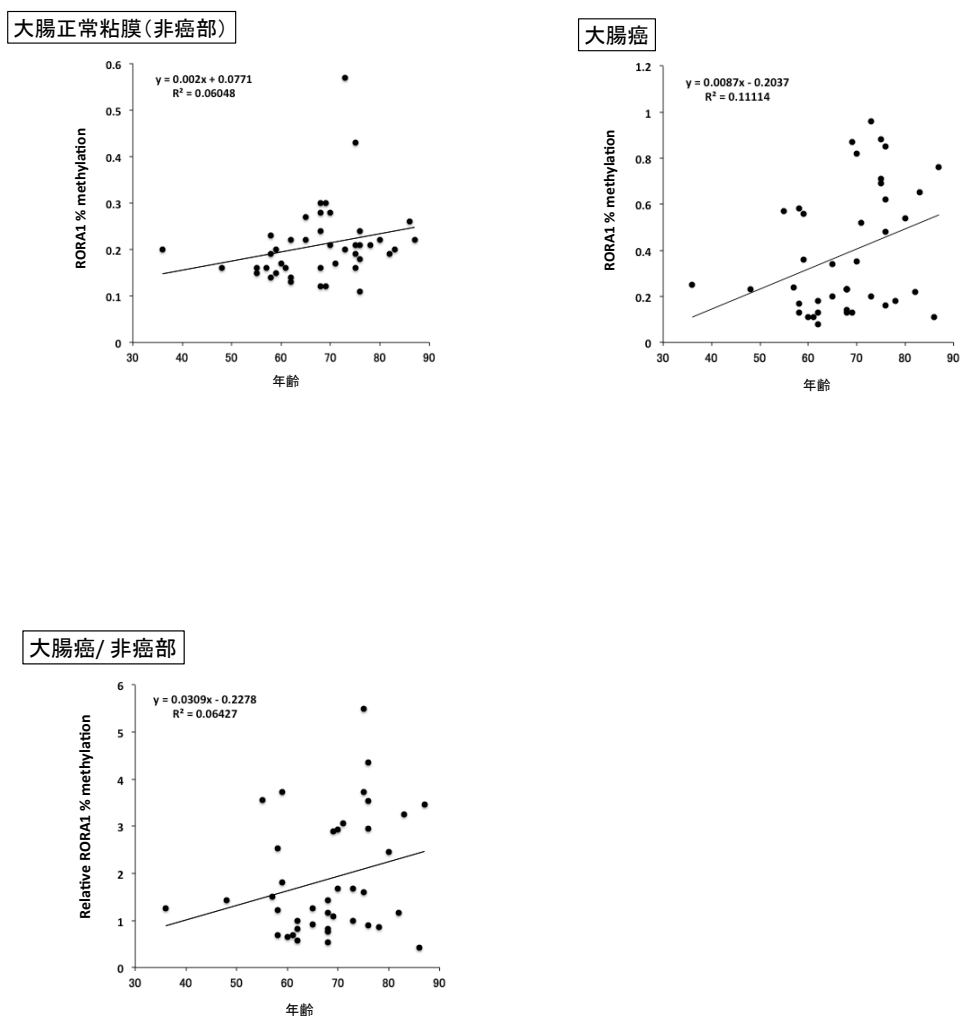 大腸正常粘膜(非癌部)
y = 0.002x + 0.0771
R² = 0.06048
RORA1 % methylation
0.6
0.5
0.4
0.3
0.2
0.1
0
30 40 50 60 70 80 90
年齢
大腸癌
y = 0.0087x - 0.2037
R² = 0.11114
RORA1 % methylation
1.2
1
0.8
0.6
0.4
0.2
0
30 40 50 60 70 80 90
年齢
大腸癌/ 非癌部
y = 0.0309x - 0.2278
R² = 0.06427
Relative RORA1 % methylation
6
5
4
3
2
1
0
30 40 50 60 70 80 90
年齢